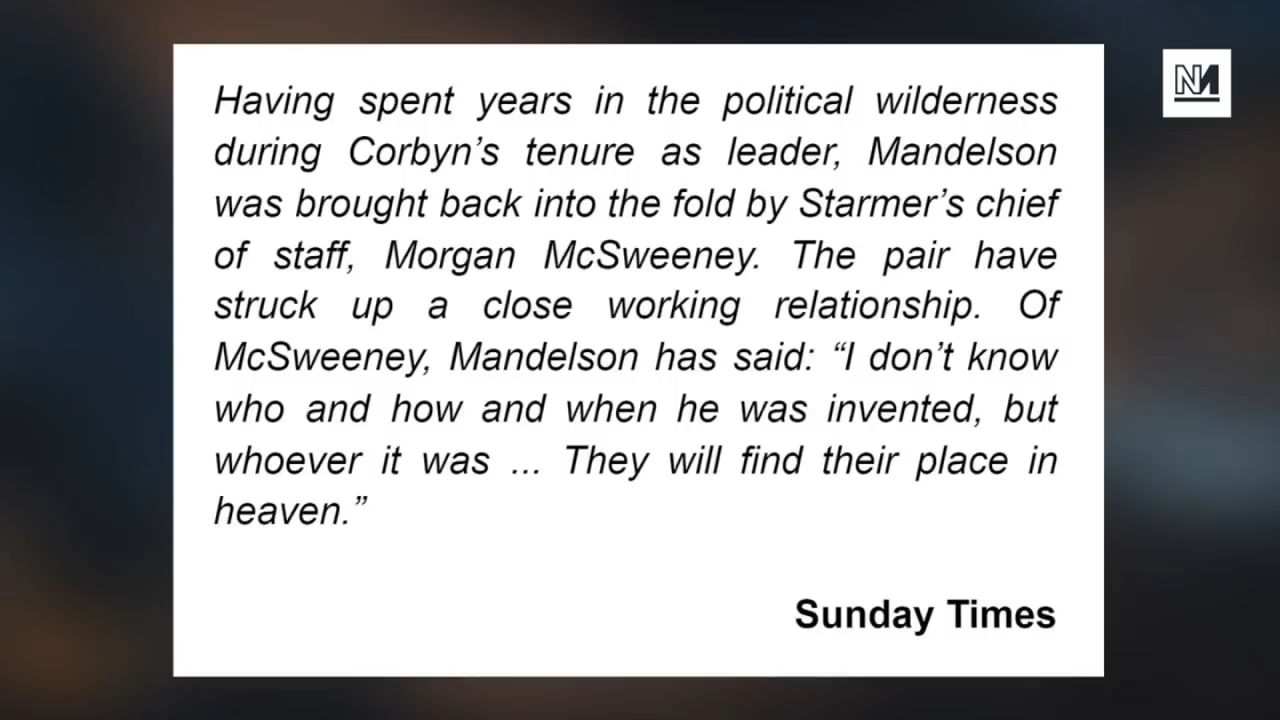 Having spent years in the political wilderness
during Corbyn’s tenure as leader, Mandelson
was brought back into the fold by Starmer’s chief
of staff, Morgan McSweeney. The pair have
struck up a close working relationship. Of
McSweeney, Mandelson has said: “I don’t know
who and how and when he was invented, but
whoever it was ... They will find their place in
heaven.”
Sunday Times
NM